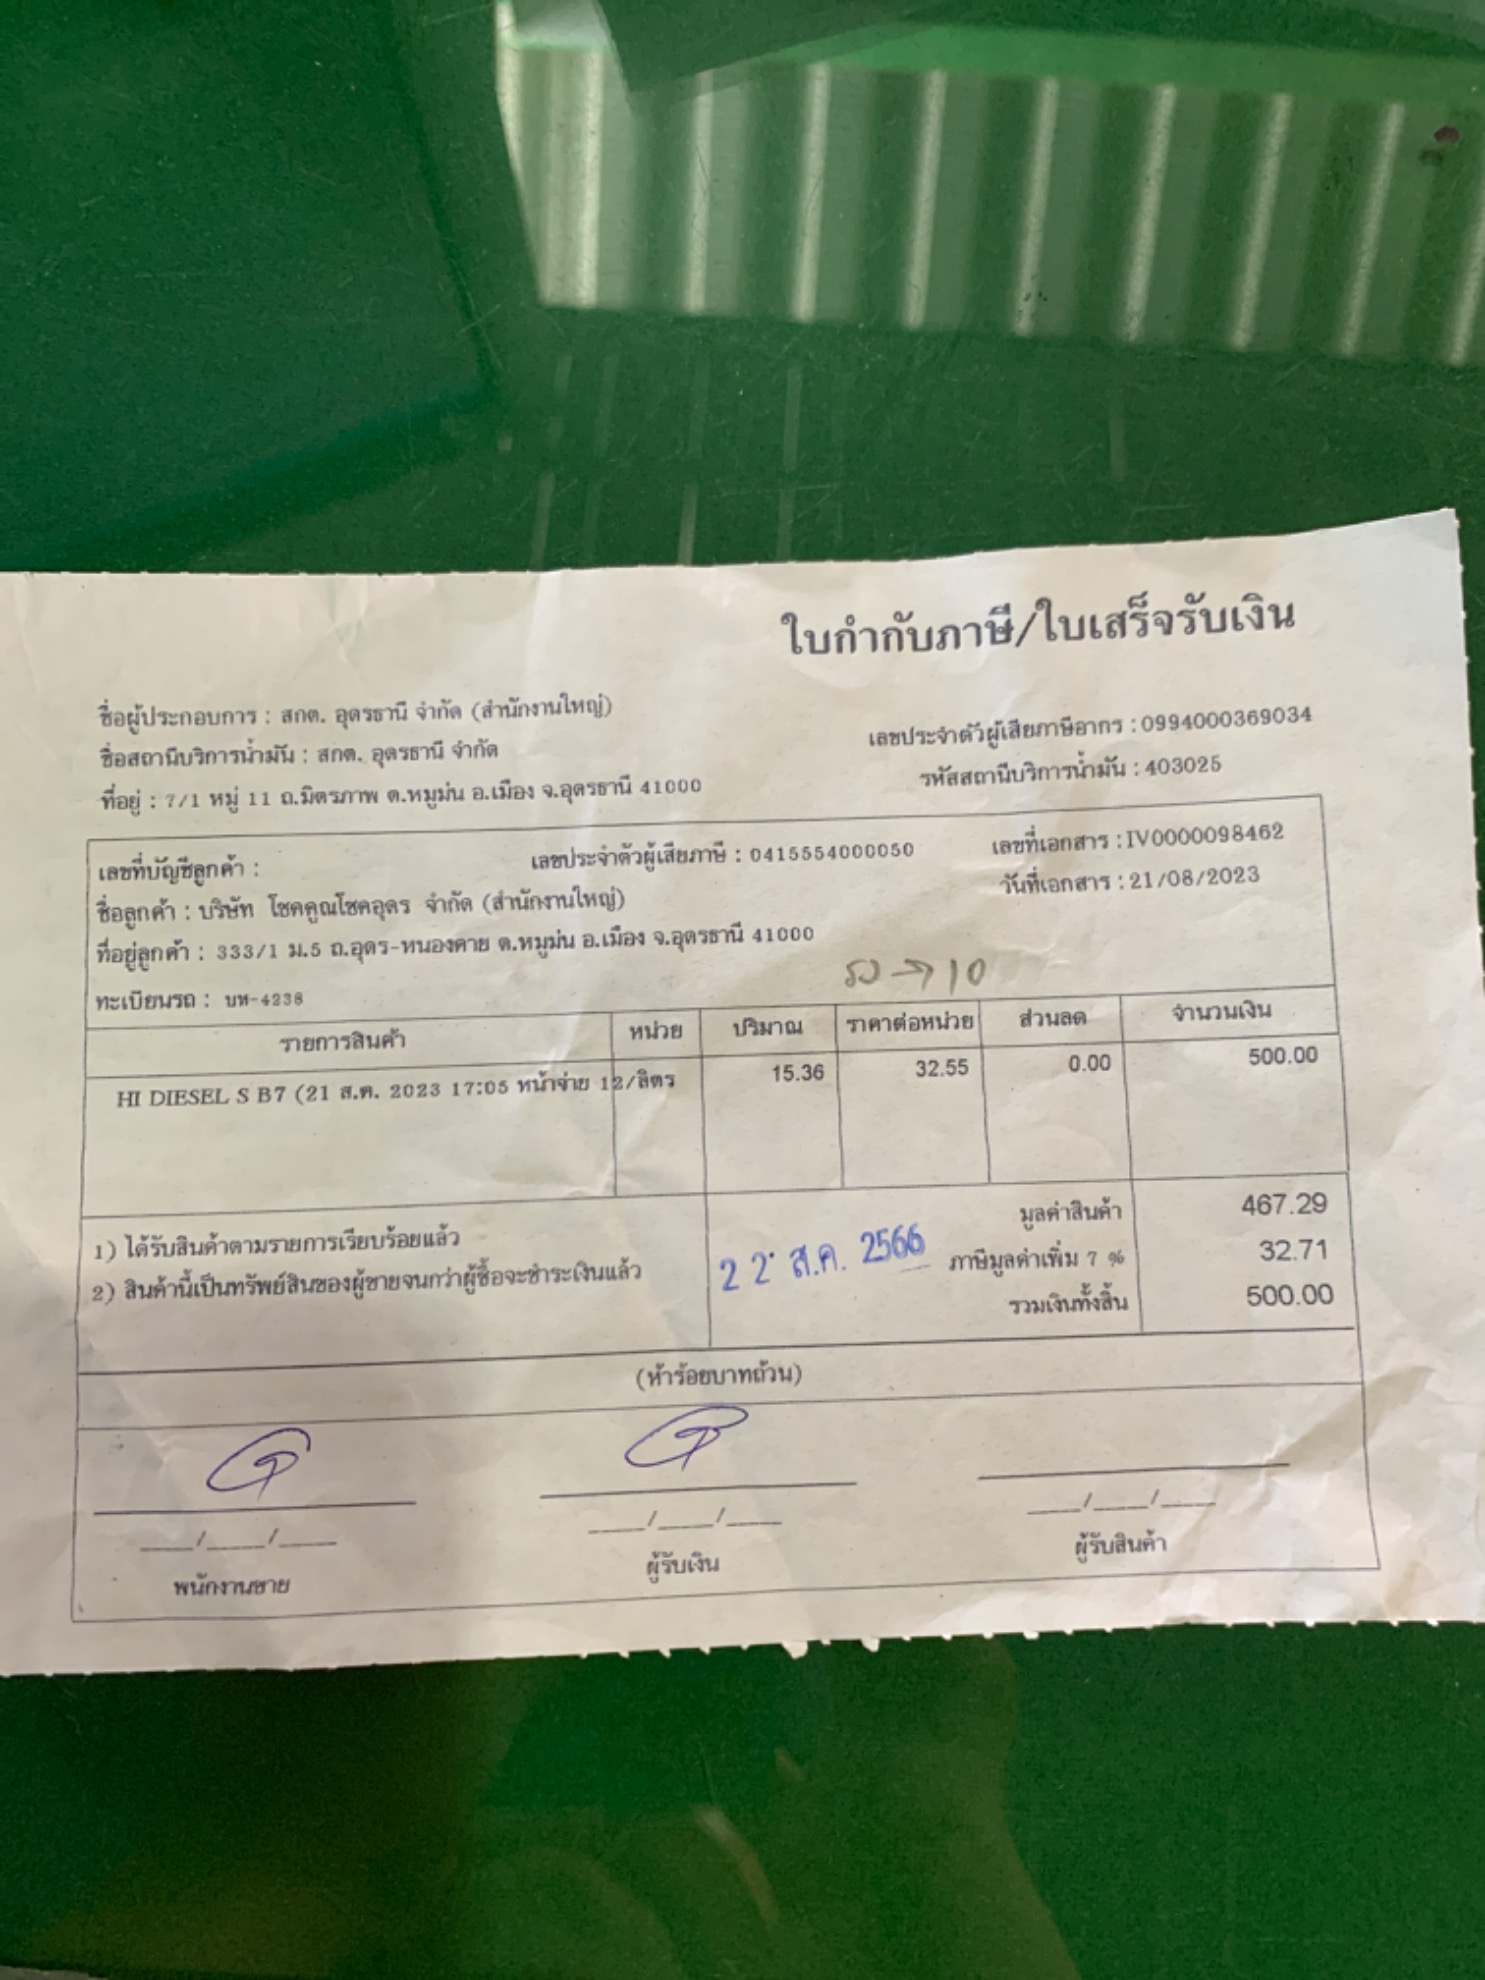 ใบกำกับภาษี/ใบเสร็จรับเงิน
ชื่อผู้ประกอบการ : สกต. อุดรธานี จำกัด (สำนักงานใหญ่)
เลขประจำตัวผู้เสียภาษีอากร : 0994000369034
ชื่อสถานีบริการน้ำมัน : สกต. อุดรธานี จำกัด
รหัสสถานีบริการน้ำมัน : 403025
ที่อยู่ : 7/1 หมู่ 11 ถ.มิตรภาพ ต.หมูม่น อ.เมือง จ.อุดรธานี 41000
เลขที่บัญชีลูกค้า : เลขประจำตัวผู้เสียภาษี : 0415554000050 เลขที่เอกสาร : IV0000098462
ชื่อลูกค้า : บริษัท โชคคูณโชคอุดร จำกัด (สำนักงานใหญ่) วันที่เอกสาร : 21/08/2023
ที่อยู่ลูกค้า : 333/1 ม.5 ถ.อุดร-หนองคาย ต.หมูม่น อ.เมือง จ.อุดรธานี 41000
→ 10
ทะเบียนรถ : บห-4238
รายการสินค้า หน่วย ปริมาณ ราคาต่อหน่วย ส่วนลด จำนวนเงิน
HI DIESEL S B7 (21 ส.ค. 2023 17:05 หน้าจ่าย 12/ลิตร 15.36 32.55 0.00 500.00
1) ได้รับสินค้าตามรายการเรียบร้อยแล้ว มูลค่าสินค้า 467.29
2) สินค้านี้เป็นทรัพย์สินของผู้ขายจนกว่าผู้ซื้อจะชำระเงินแล้ว 22 ส.ค. 2566 ภาษีมูลค่าเพิ่ม 7 % 32.71
รวมเงินทั้งสิ้น 500.00
(ห้าร้อยบาทถ้วน)
___/___/___ ___/___/___ ___/___/___
พนักงานขาย ผู้รับเงิน ผู้รับสินค้า